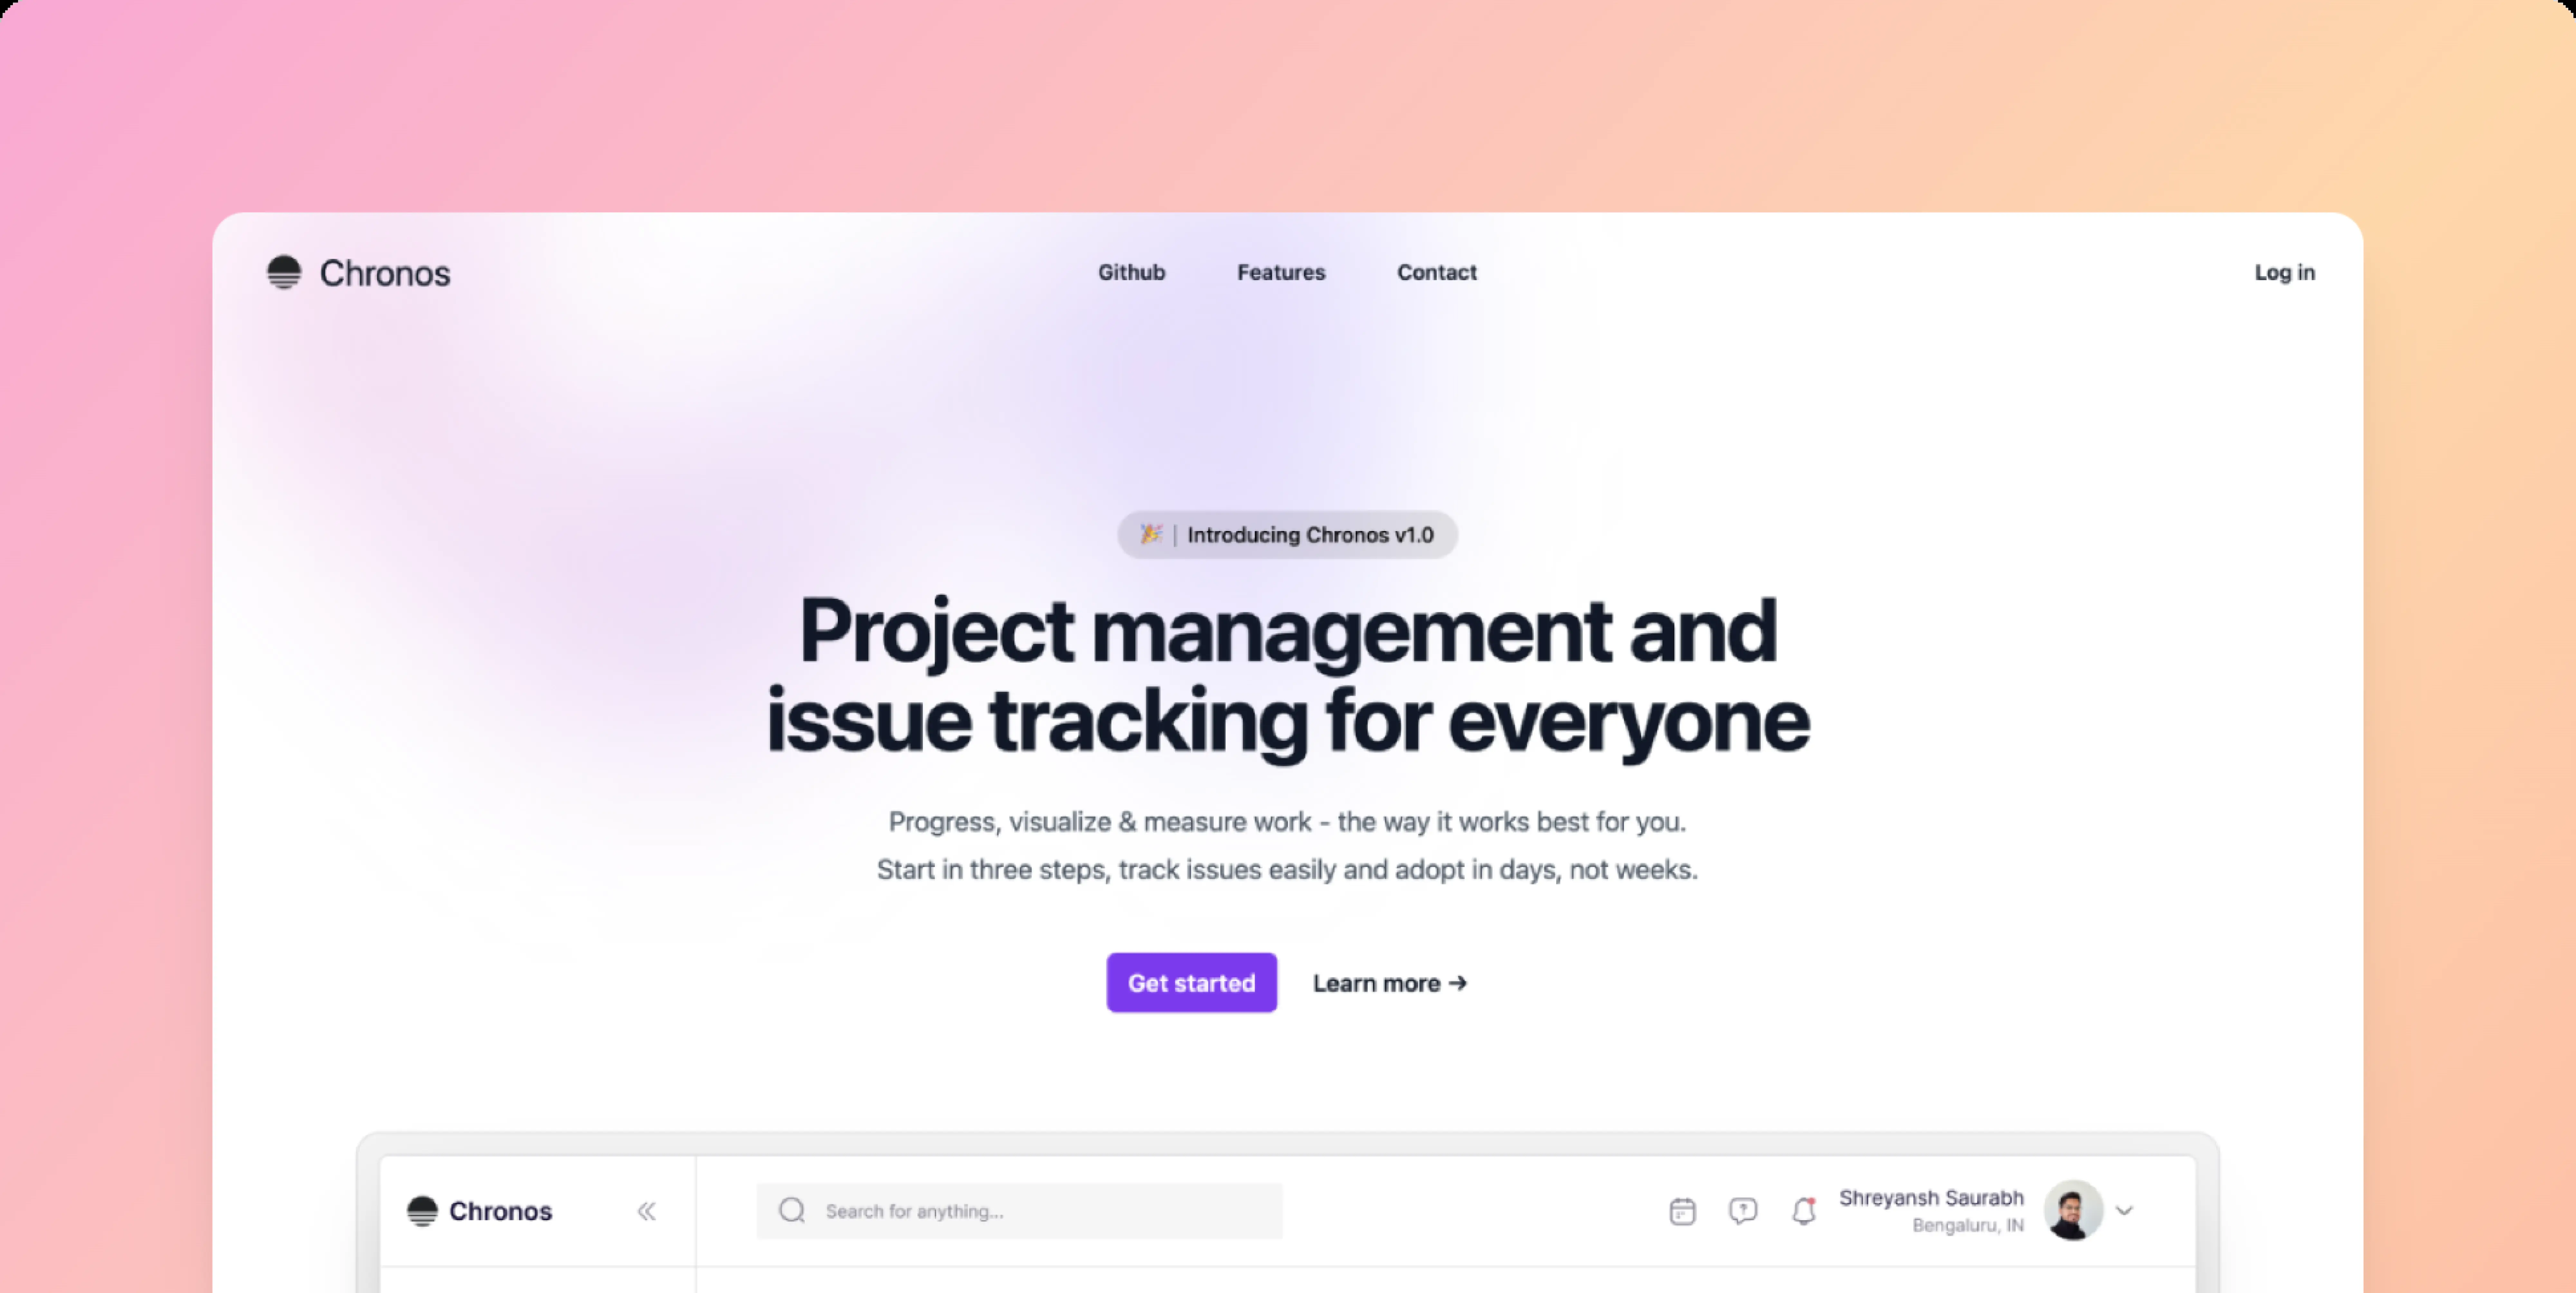 Chronos
Github
Features
Contact
Log in
🎉 | Introducing Chronos v1.0
Project management and
issue tracking for everyone
Progress, visualize & measure work - the way it works best for you.
Start in three steps, track issues easily and adopt in days, not weeks.
Get started
Learn more →
Chronos
Search for anything...
Shreyansh Saurabh
Bengaluru, IN